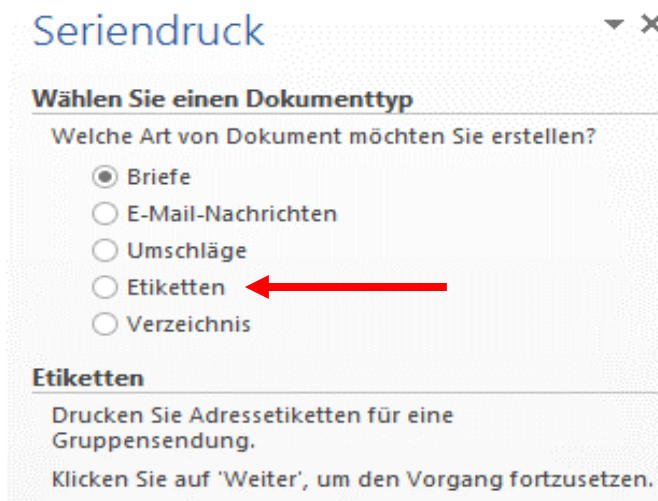 Seriendruck
Wählen Sie einen Dokumenttyp
Welche Art von Dokument möchten Sie erstellen?
Briefe
E-Mail-Nachrichten
Umschläge
Etiketten
Verzeichnis
Etiketten
Drucken Sie Adressetiketten für eine
Gruppensendung.
Klicken Sie auf 'Weiter', um den Vorgang fortzusetzen.